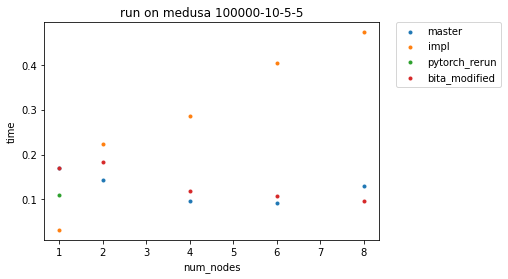 run on medusa 100000-10-5-5
master
impl
pytorch_rerun
bita_modified
0.4
0.3
0.2
0.1
time
1 2 3 4 5 6 7 8
num_nodes